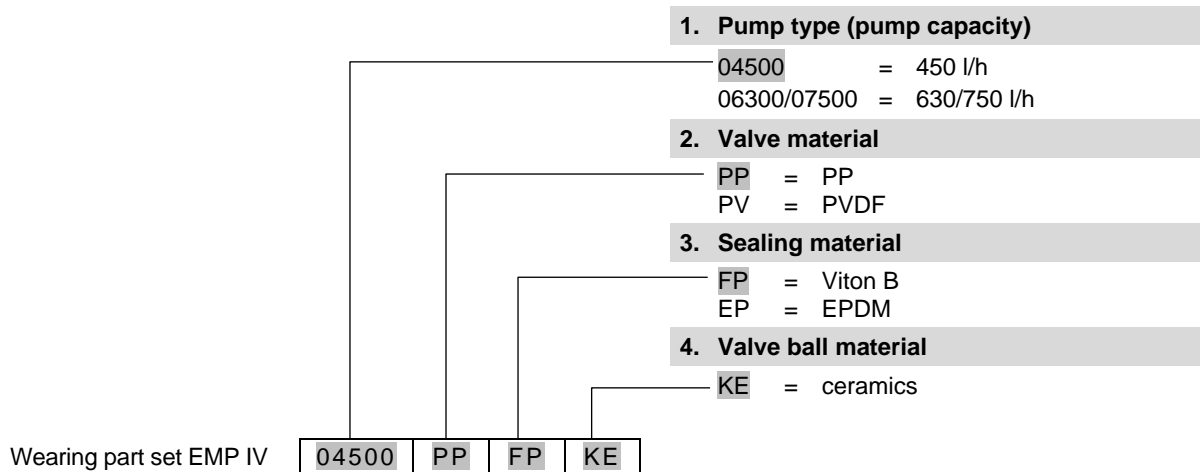 1. Pump type (pump capacity)
04500 = 450 l/h
06300/07500 = 630/750 l/h
2. Valve material
PP = PP
PV = PVDF
3. Sealing material
FP = Viton B
EP = EPDM
4. Valve ball material
KE = ceramics
Wearing part set EMP IV 04500 PP FP KE